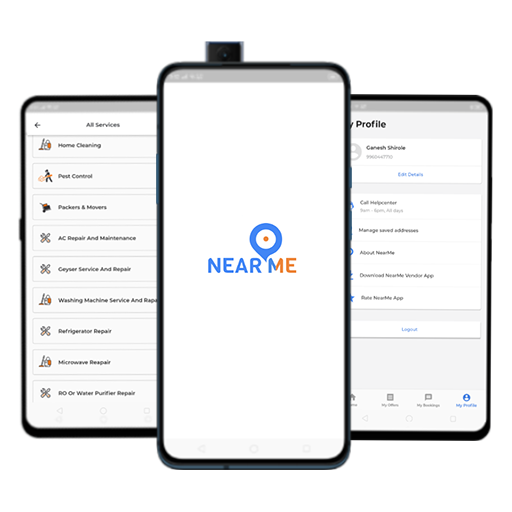 All Services
Home Cleaning
Pest Control
Packers & Movers
AC Repair And Maintenance
Geyser Service And Repair
Washing Machine Service And Rapa
Refrigerator Repair
Microwave Reapair
RO Or Water Purifier Repair
NEAR ME
y Profile
Ganesh Shirole
Edit Details
Call Helpcenter
9am - 8pm, All days
Manage saved addresses
About NearMe
Download NearMe Vendor App
Rate NearMe App
Logout
My Offers
My Bookings
My Profile